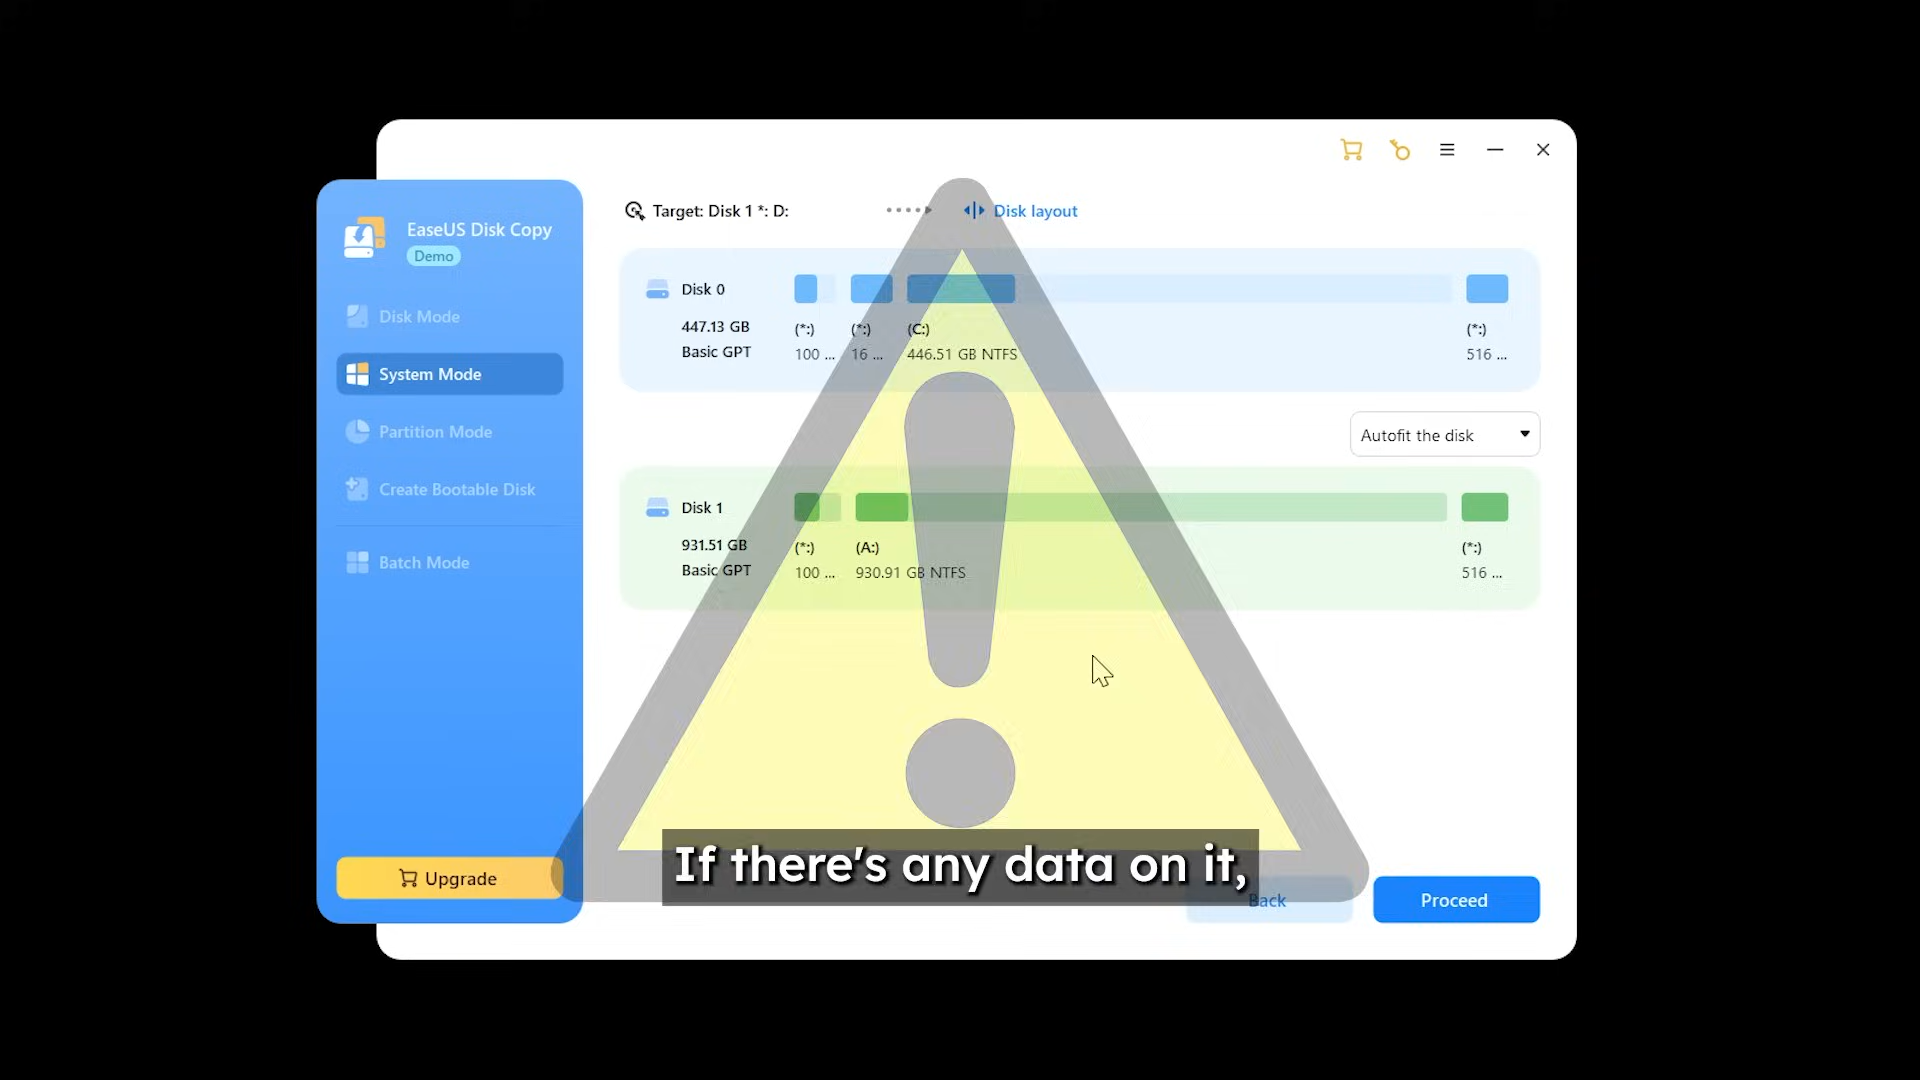 EaseUS Disk Copy
Demo
Disk Mode
System Mode
Partition Mode
Create Bootable Disk
Batch Mode
Upgrade
Target: Disk 1 *: D:
Disk layout
Disk 0
447.13 GB
Basic GPT
(*:)
100 ...
(*:)
16 ...
(C:)
446.51 GB NTFS
(*:)
516 ...
Autofit the disk
Disk 1
931.51 GB
Basic GPT
(*:)
100 ...
(A:)
930.91 GB NTFS
(*:)
516 ...
If there's any data on it,
Back
Proceed